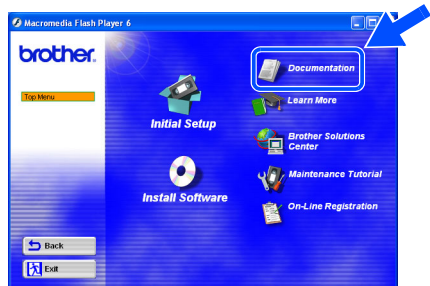 Macromedia Flash Player 6
brother.
Top Menu
Documentation
Learn More
Initial Setup
Brother Solutions
Center
Maintenance Tutorial
Install Software
On-Line Registration
Back
Exit